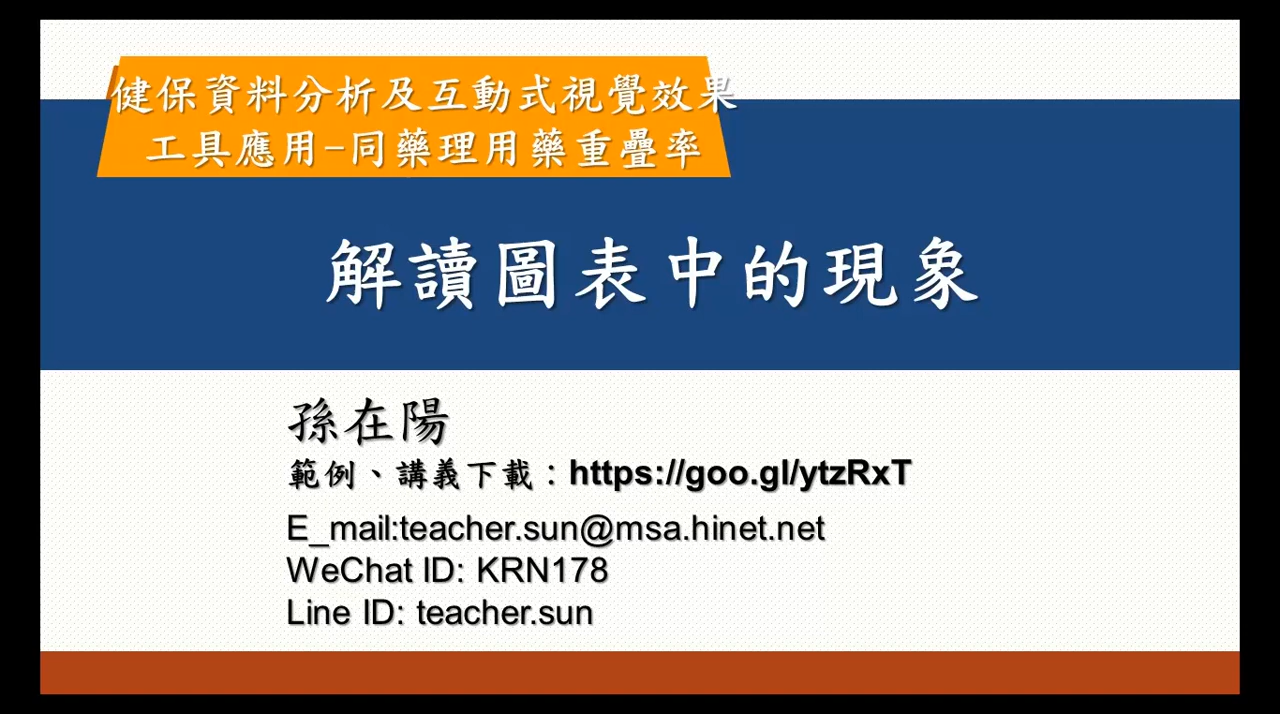 健保資料分析及互動式視覺效果
工具應用-同藥理用藥重疊率
解讀圖表中的現象
孫在陽
範例、講義下載：https://goo.gl/ytzRxT
E_mail:teacher.sun@msa.hinet.net
WeChat ID: KRN178
Line ID: teacher.sun